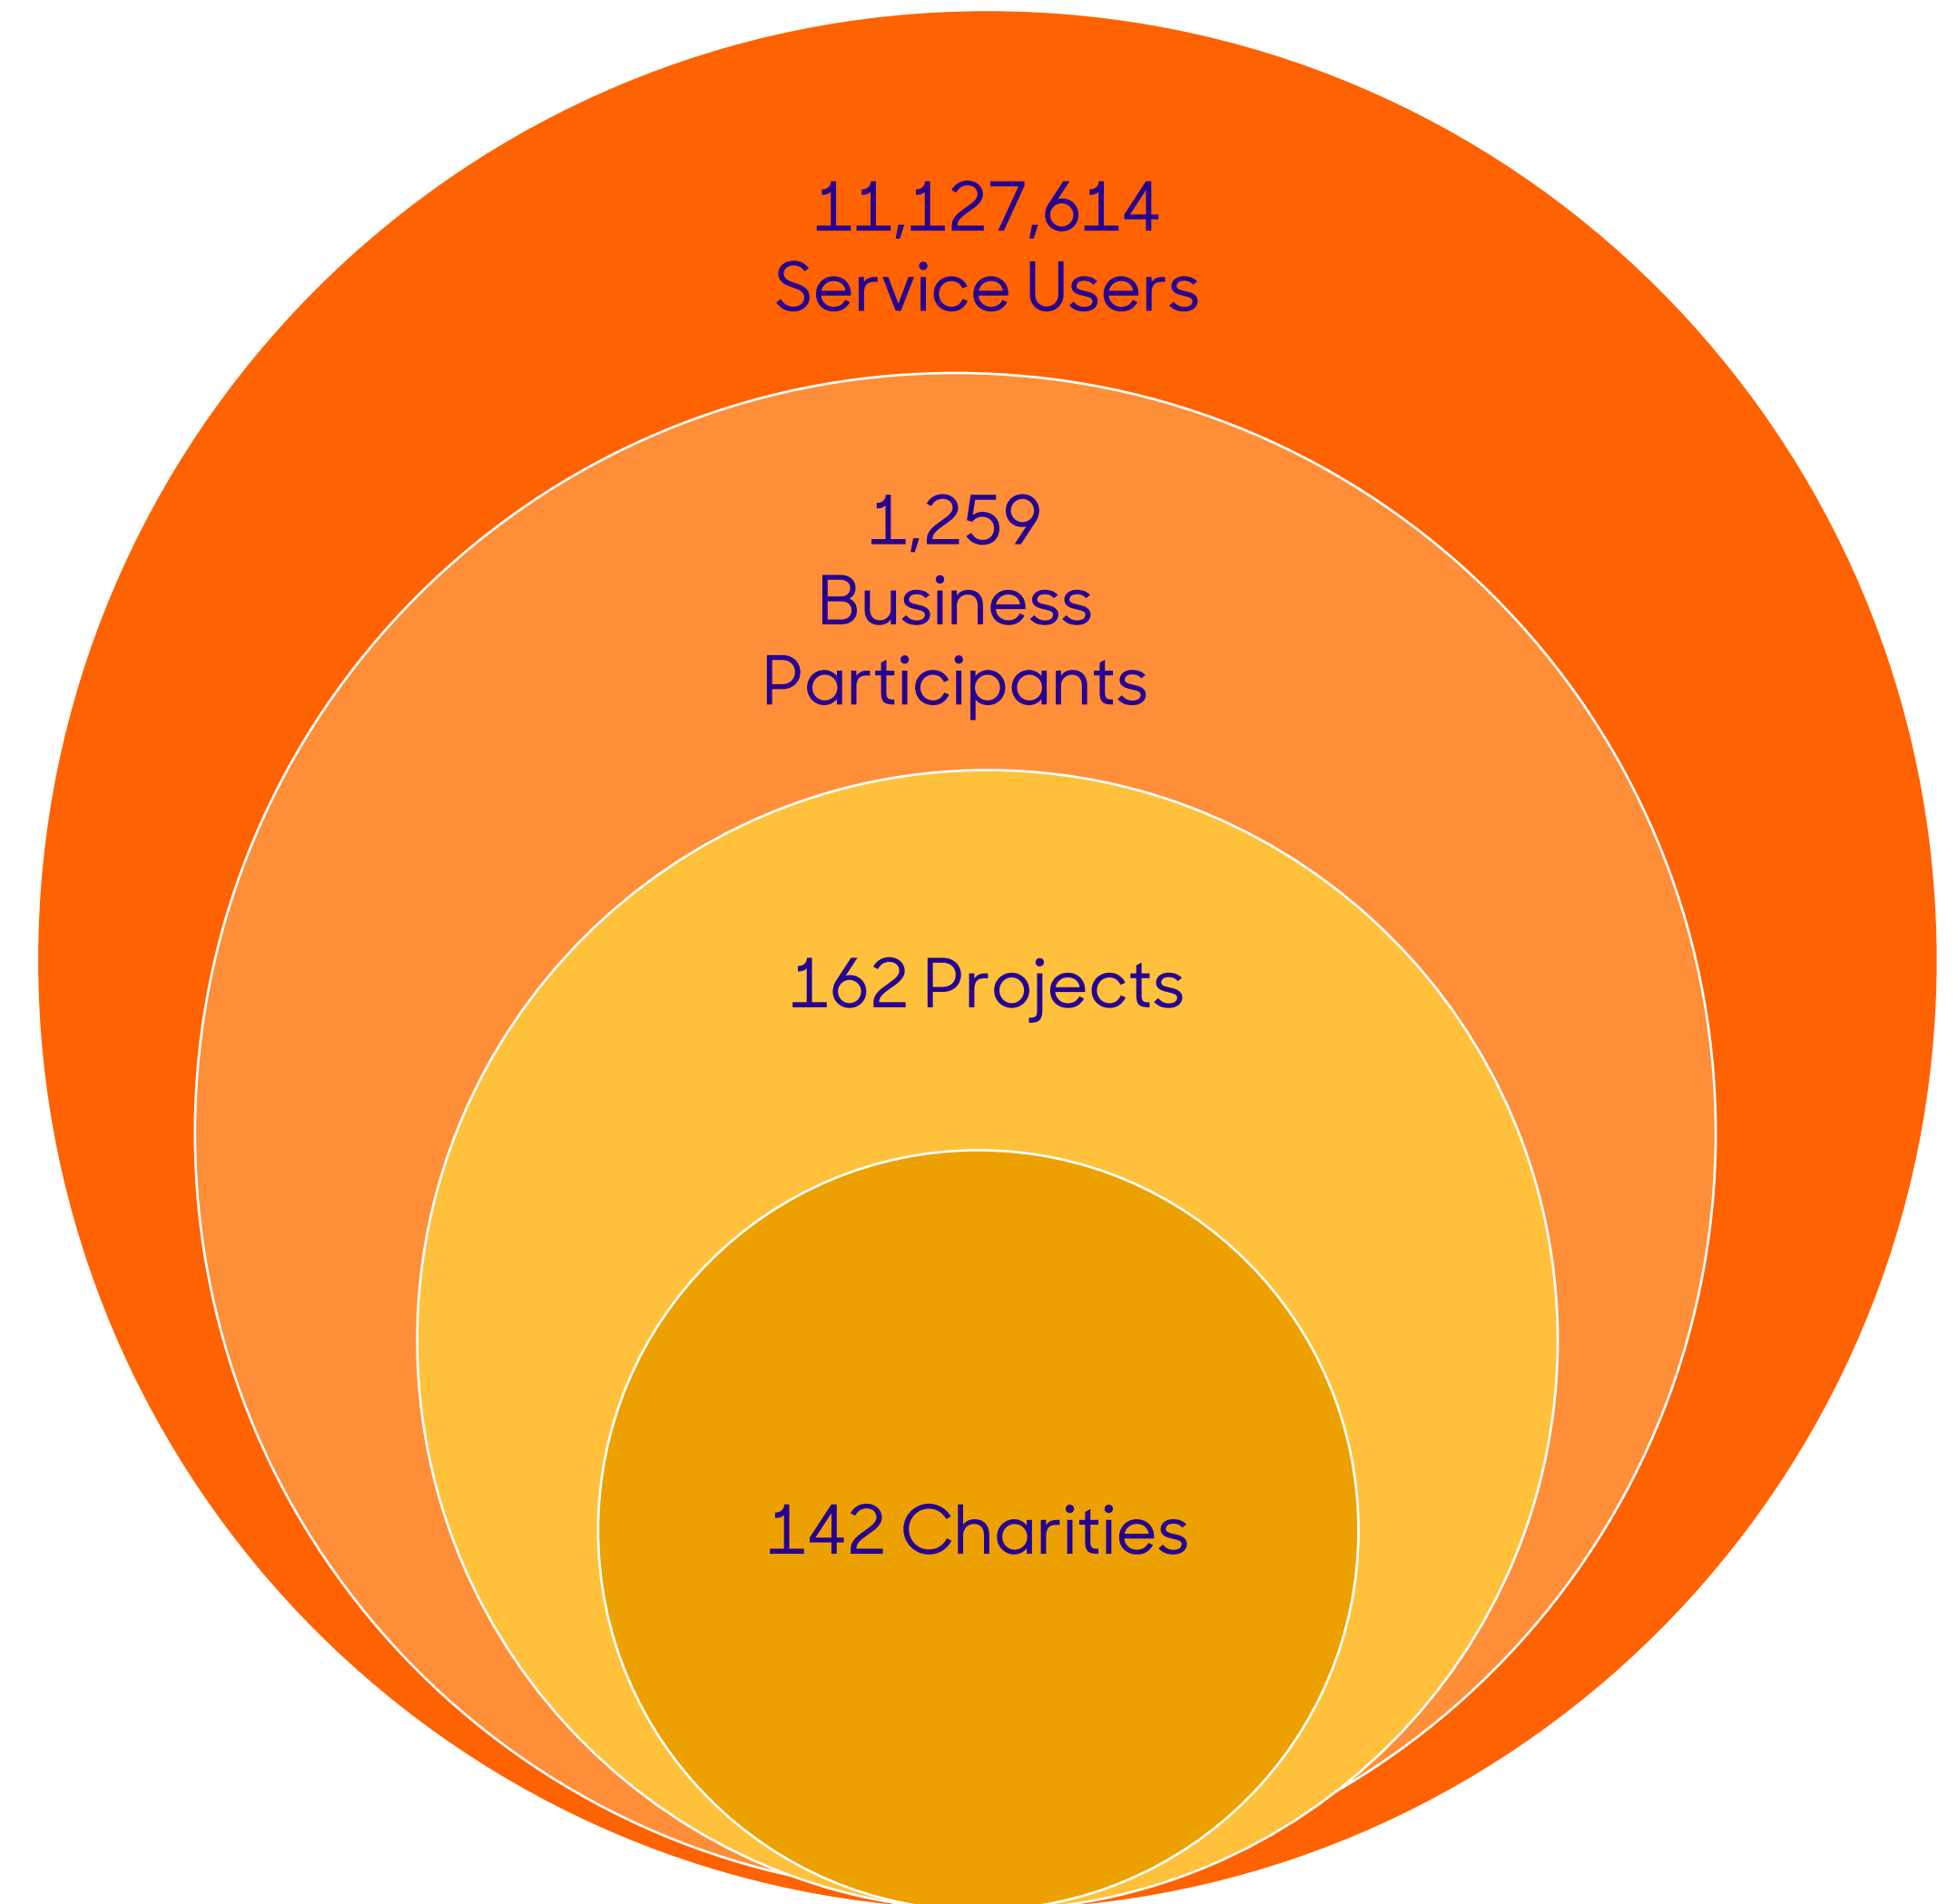 11,127,614
Service Users
1,259
Business
Participants
162 Projects
142 Charities